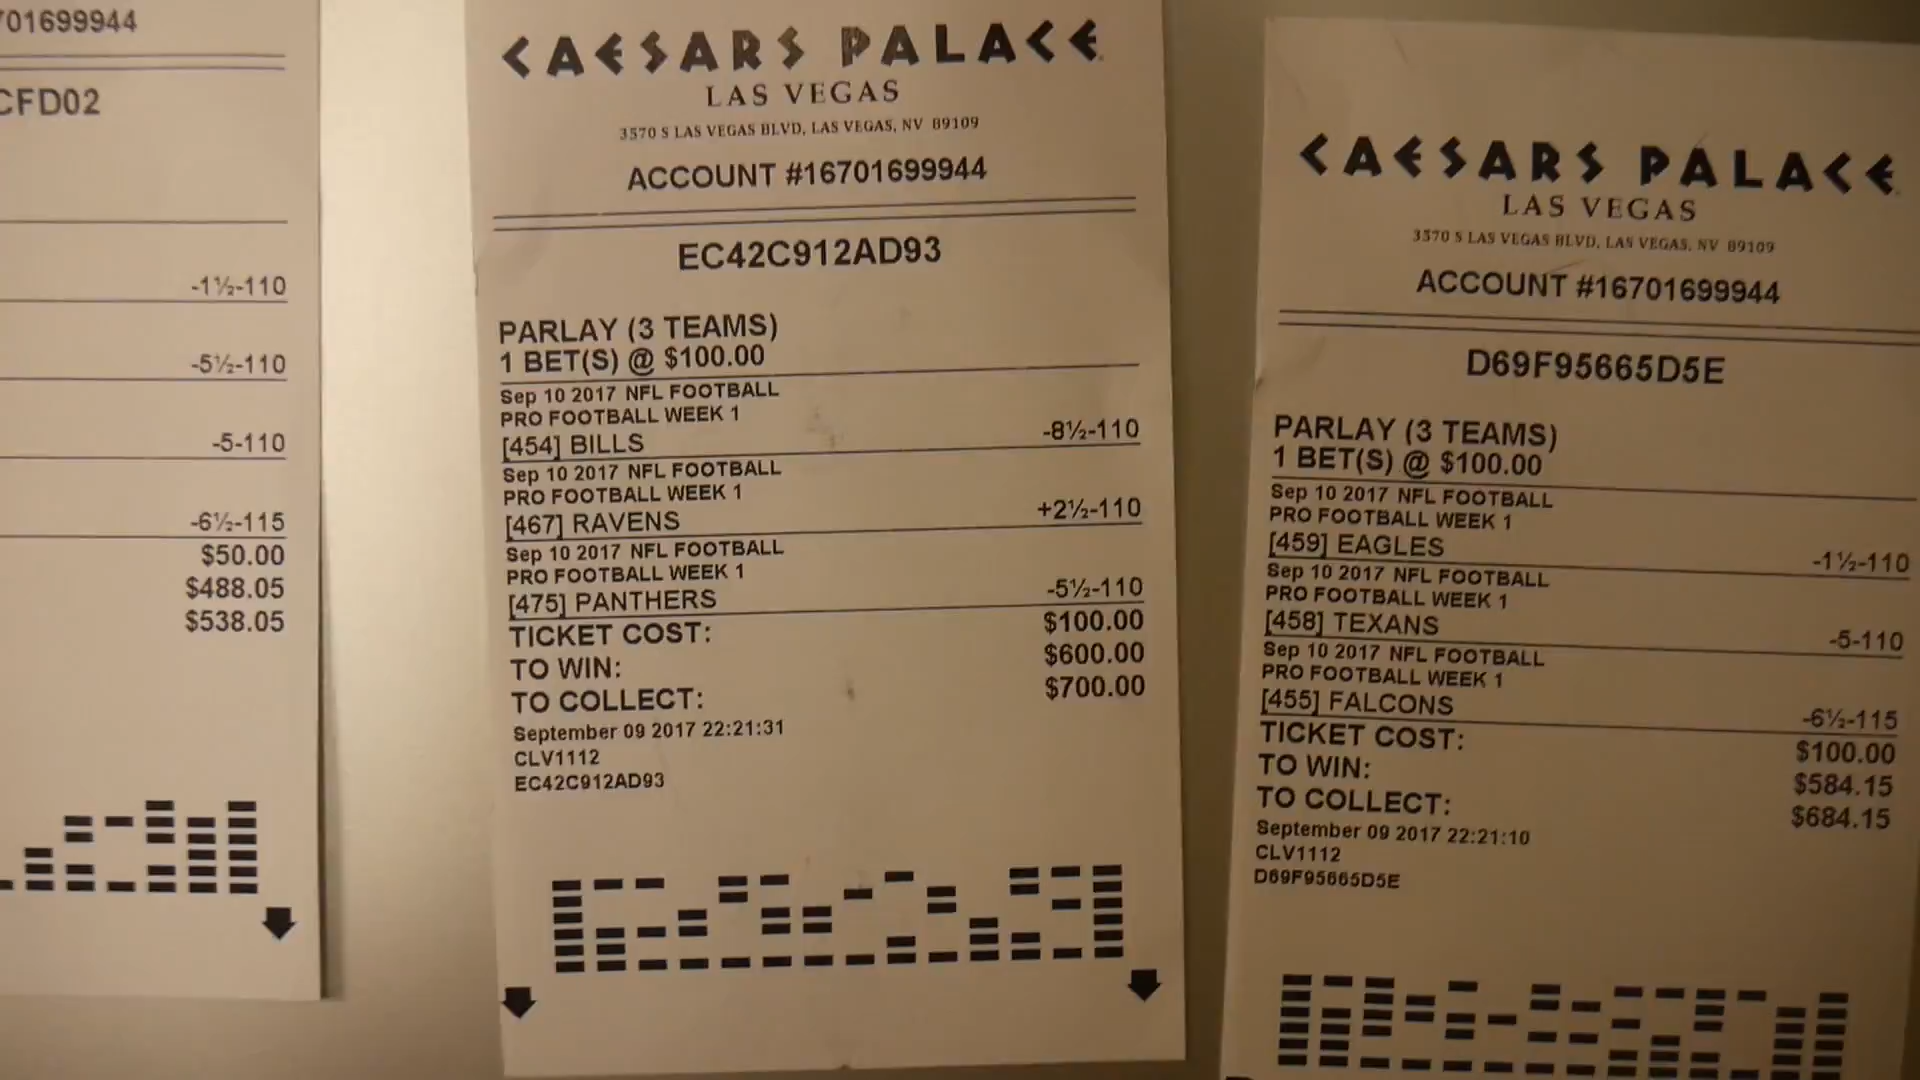 701699944
CFD02
-1½-110
-5½-110
-5-110
-6½-115
$50.00
$488.05
$538.05
CAESARS PALACE
LAS VEGAS
3570 S LAS VEGAS BLVD, LAS VEGAS, NV 89109
ACCOUNT #16701699944
EC42C912AD93
PARLAY (3 TEAMS)
1 BET(S) @ $100.00
Sep 10 2017 NFL FOOTBALL
PRO FOOTBALL WEEK 1
[454] BILLS -8½-110
Sep 10 2017 NFL FOOTBALL
PRO FOOTBALL WEEK 1
[467] RAVENS +2½-110
Sep 10 2017 NFL FOOTBALL
PRO FOOTBALL WEEK 1
[475] PANTHERS -5½-110
TICKET COST: $100.00
TO WIN: $600.00
TO COLLECT: $700.00
September 09 2017 22:21:31
CLV1112
EC42C912AD93
CAESARS PALACE
LAS VEGAS
3570 S LAS VEGAS BLVD, LAS VEGAS, NV 89109
ACCOUNT #16701699944
D69F95665D5E
PARLAY (3 TEAMS)
1 BET(S) @ $100.00
Sep 10 2017 NFL FOOTBALL
PRO FOOTBALL WEEK 1
[459] EAGLES -1½-110
Sep 10 2017 NFL FOOTBALL
PRO FOOTBALL WEEK 1
[458] TEXANS -5-110
Sep 10 2017 NFL FOOTBALL
PRO FOOTBALL WEEK 1
[455] FALCONS -6½-115
TICKET COST: $100.00
TO WIN: $584.15
TO COLLECT: $684.15
September 09 2017 22:21:10
CLV1112
D69F95665D5E